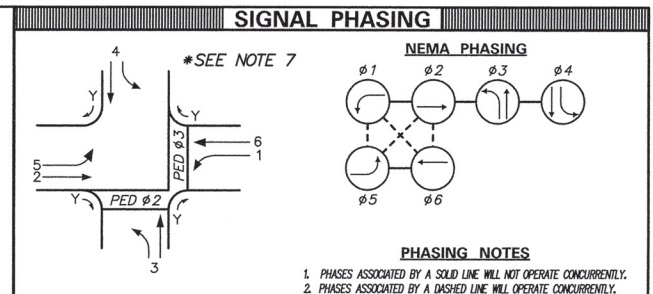 SIGNAL PHASING
4
*SEE NOTE 7
NEMA PHASING
Ø1 Ø2 Ø3 Ø4
Y Y
PED Ø3
6
1
5
2
Y PED Ø2 Y
Ø5 Ø6
3
PHASING NOTES
1. PHASES ASSOCIATED BY A SOLID LINE WILL NOT OPERATE CONCURRENTLY.
2. PHASES ASSOCIATED BY A DASHED LINE WILL OPERATE CONCURRENTLY.